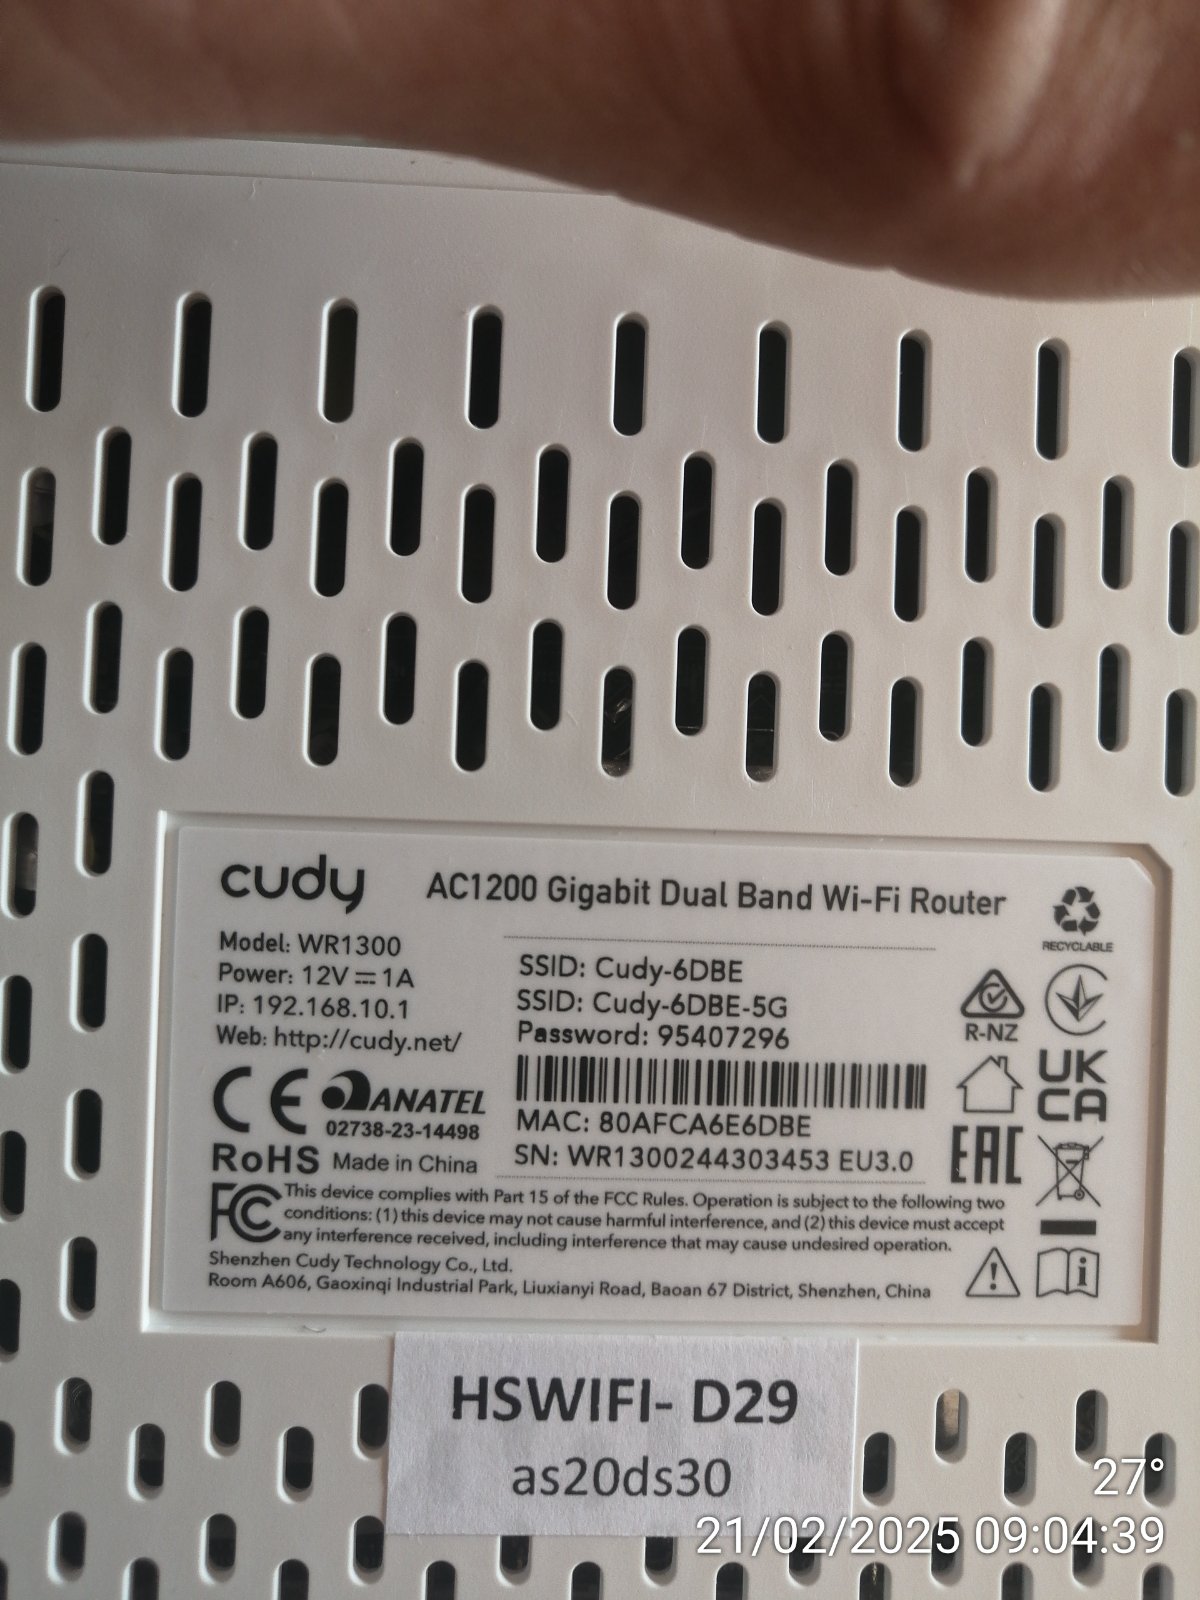 cudy
AC1200 Gigabit Dual Band Wi-Fi Router
Model: WR1300
Power: 12V⎓1A
IP: 192.168.10.1
Web: http://cudy.net/
SSID: Cudy-6DBE
SSID: Cudy-6DBE-5G
Password: 95407296
MAC: 80AFCA6E6DBE
SN: WR1300244303453 EU3.0
CE
ANATEL
02738-23-14498
RoHS Made in China
RECYCLABLE
R-NZ
UK
CA
EAC
FC
This device complies with Part 15 of the FCC Rules. Operation is subject to the following two
conditions: (1) this device may not cause harmful interference, and (2) this device must accept
any interference received, including interference that may cause undesired operation.
Shenzhen Cudy Technology Co., Ltd.
Room A606, Gaoxinqi Industrial Park, Liuxianyi Road, Baoan 67 District, Shenzhen, China
HSWIFI- D29
as20ds30
27°
21/02/2025 09:04:39